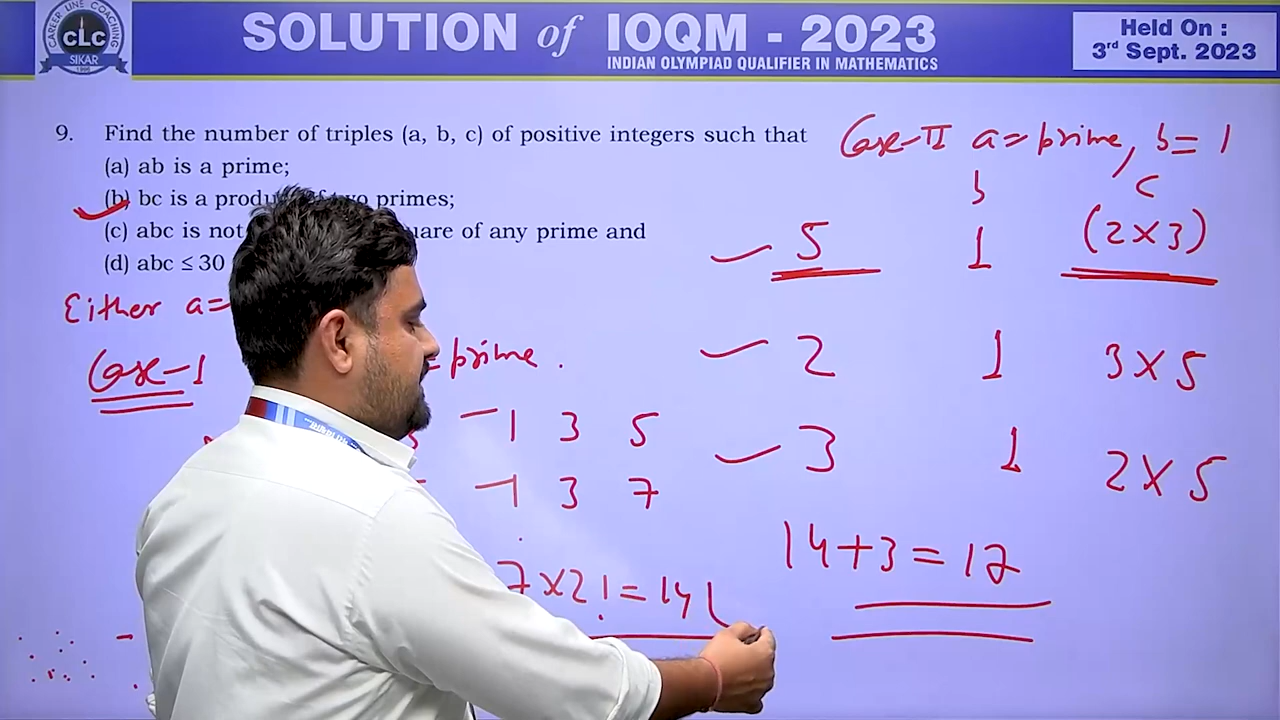 CAREER LINE COACHING
CLC
SIKAR
1996
SOLUTION of IOQM - 2023
INDIAN OLYMPIAD QUALIFIER IN MATHEMATICS
Held On :
3rd Sept. 2023
9. Find the number of triples (a, b, c) of positive integers such that
(a) ab is a prime;
(b) bc is a produ primes;
(c) abc is not uare of any prime and
(d) abc ≤ 30
Either a=
Case-1 = prime .
1 3 5
1 3 7
7 x 2! = 14
Case-II a = prime, b = 1
b c
5 1 (2 x 3)
2 1 3 x 5
3 1 2 x 5
14 + 3 = 17